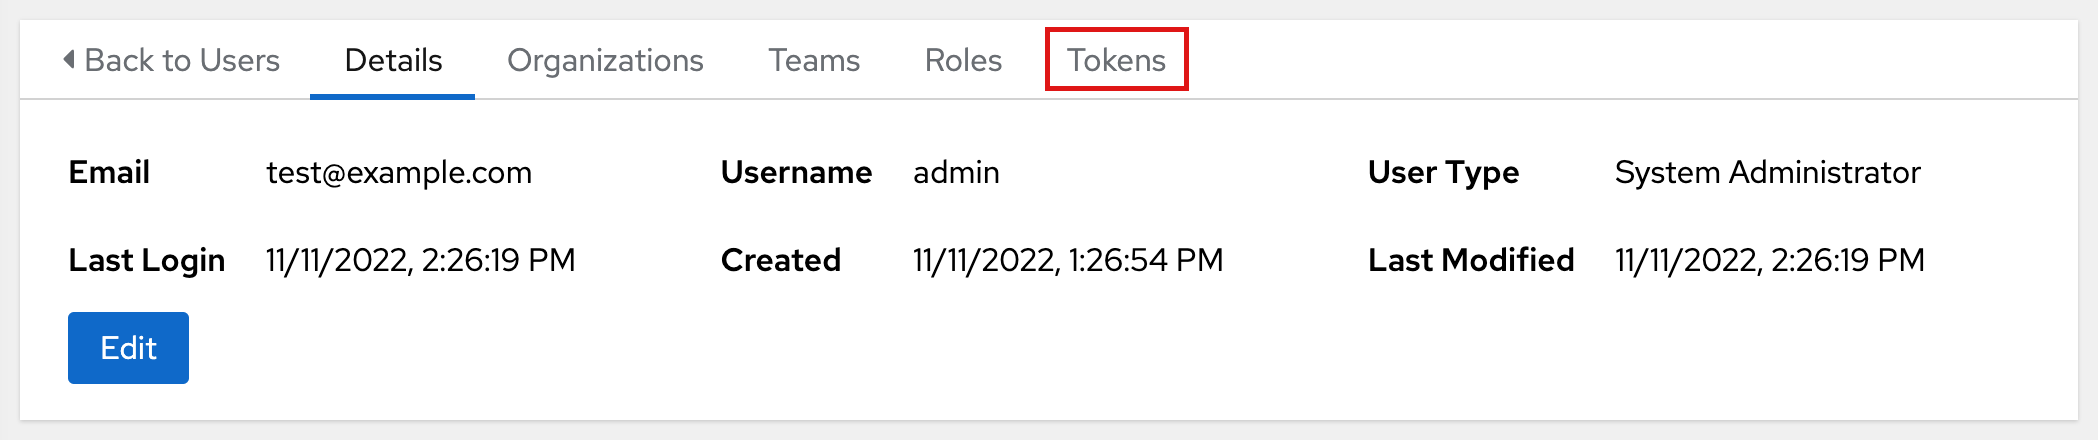 Back to Users Details Organizations Teams Roles Tokens
Email test@example.com Username admin User Type System Administrator
Last Login 11/11/2022, 2:26:19 PM Created 11/11/2022, 1:26:54 PM Last Modified 11/11/2022, 2:26:19 PM
Edit